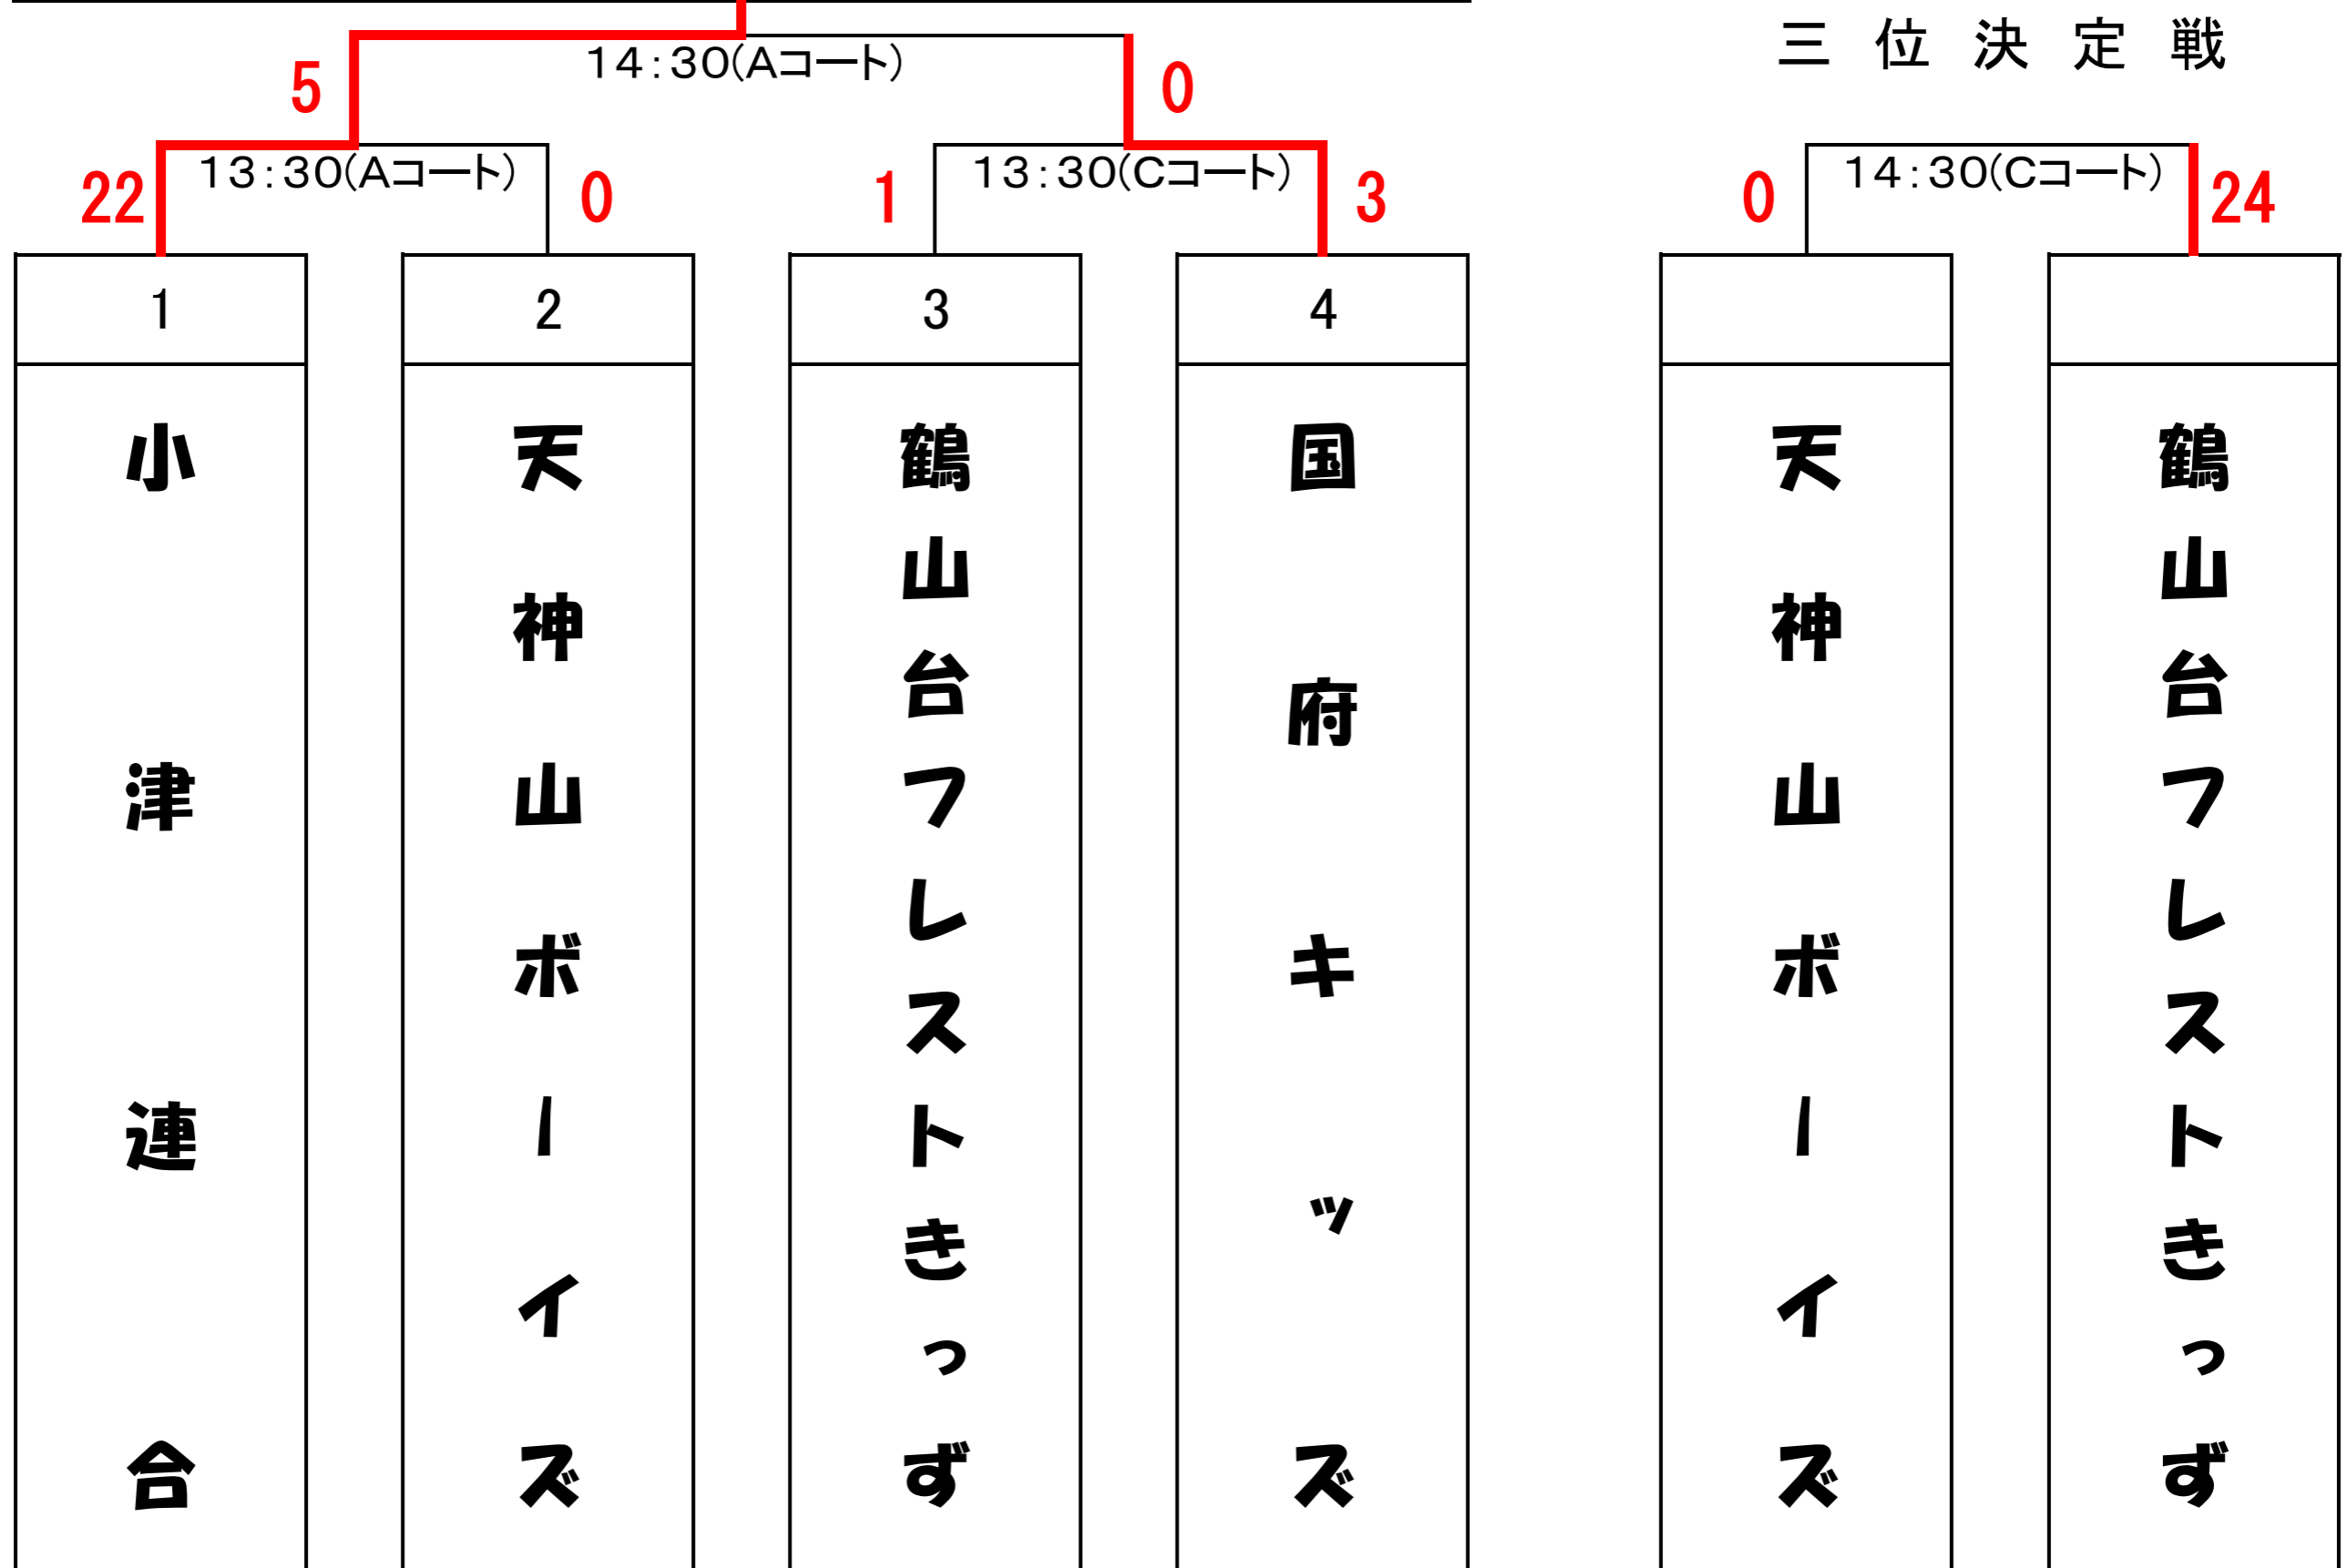 三位決定戦
14:30(Aコート)
5
0
13:30(Aコート)
13:30(Cコート)
14:30(Cコート)
22
0
1
3
0
24
1
2
3
4
小津連合
天神山ボーイズ
鶴山台フレストきっず
国府キッズ
天神山ボーイズ
鶴山台フレストきっず